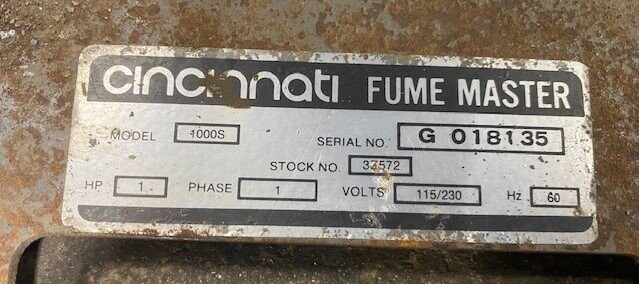 cincinnati FUME MASTER
MODEL 1000S SERIAL NO. G 018135
STOCK NO. 33572
HP 1 PHASE 1 VOLTS 115/230 Hz 60